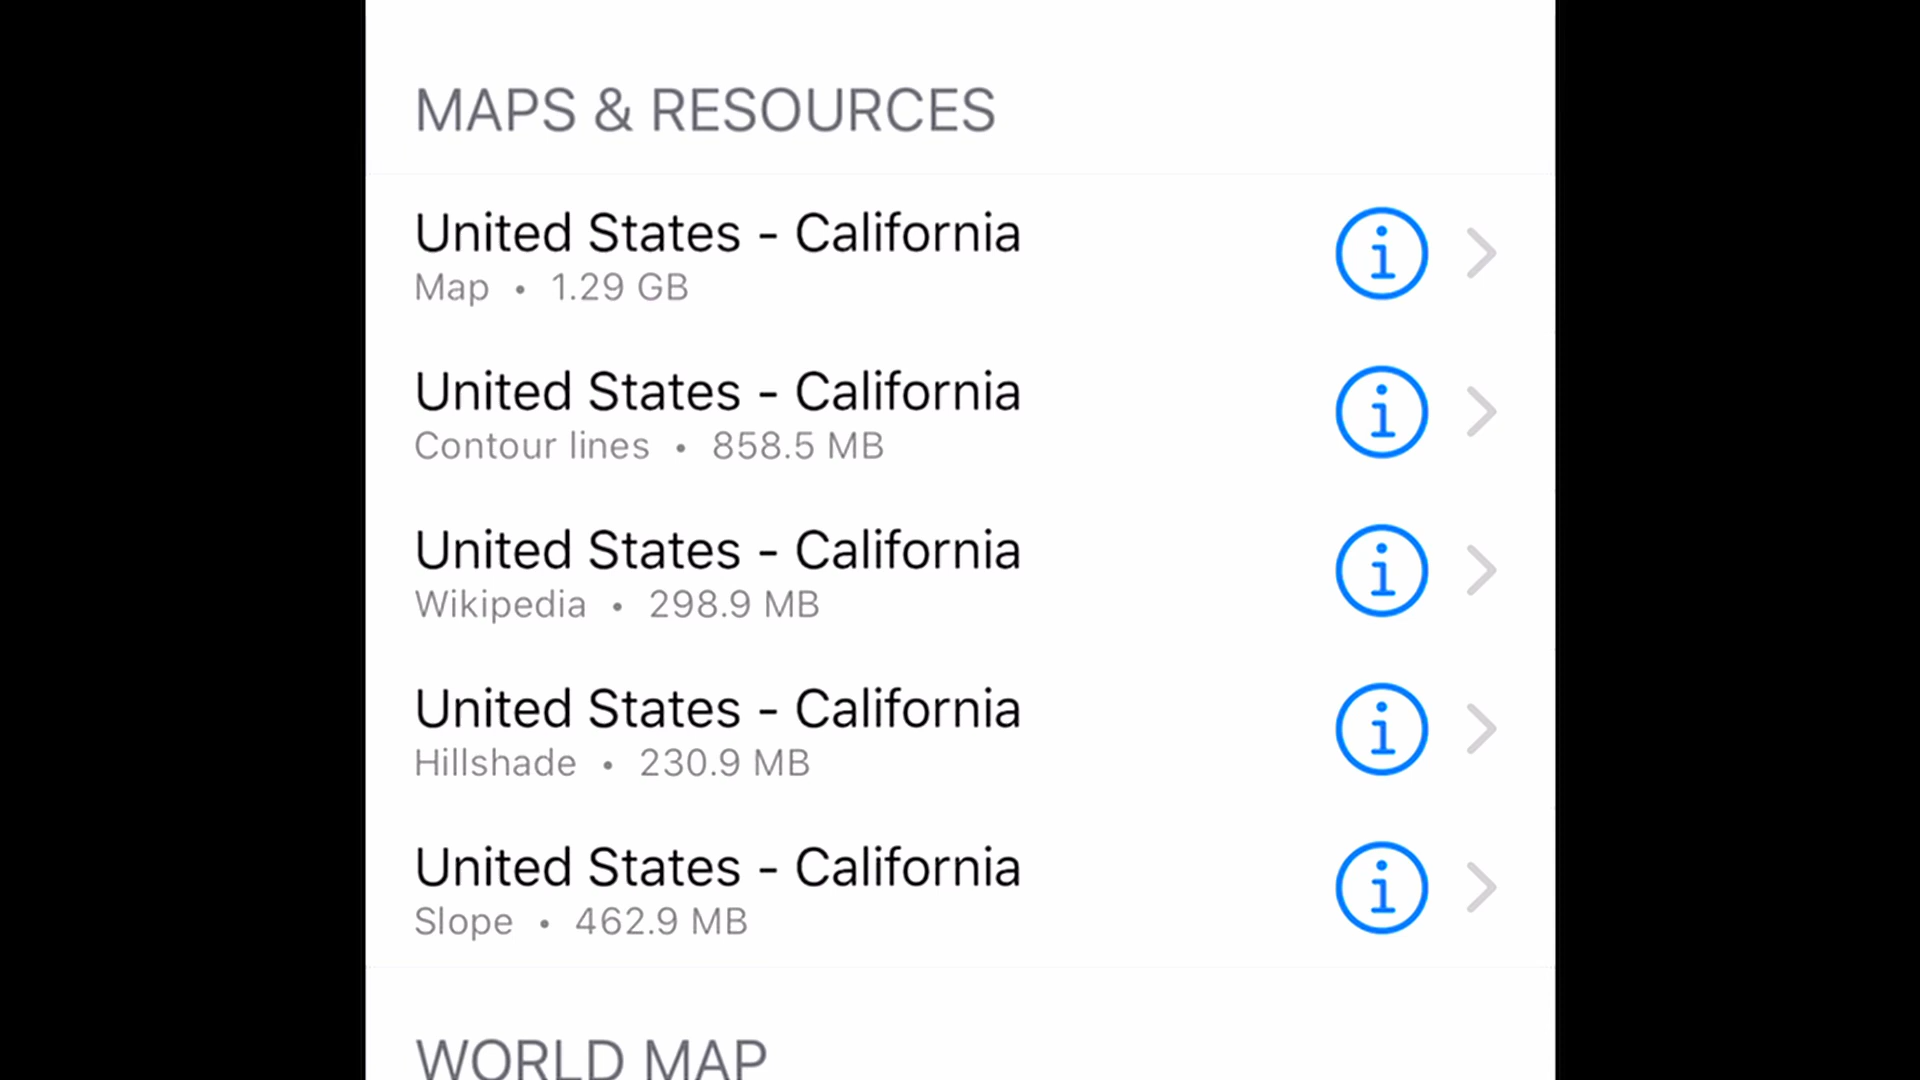 MAPS & RESOURCES
United States - California
Map • 1.29 GB
United States - California
Contour lines • 858.5 MB
United States - California
Wikipedia • 298.9 MB
United States - California
Hillshade • 230.9 MB
United States - California
Slope • 462.9 MB
WORLD MAP